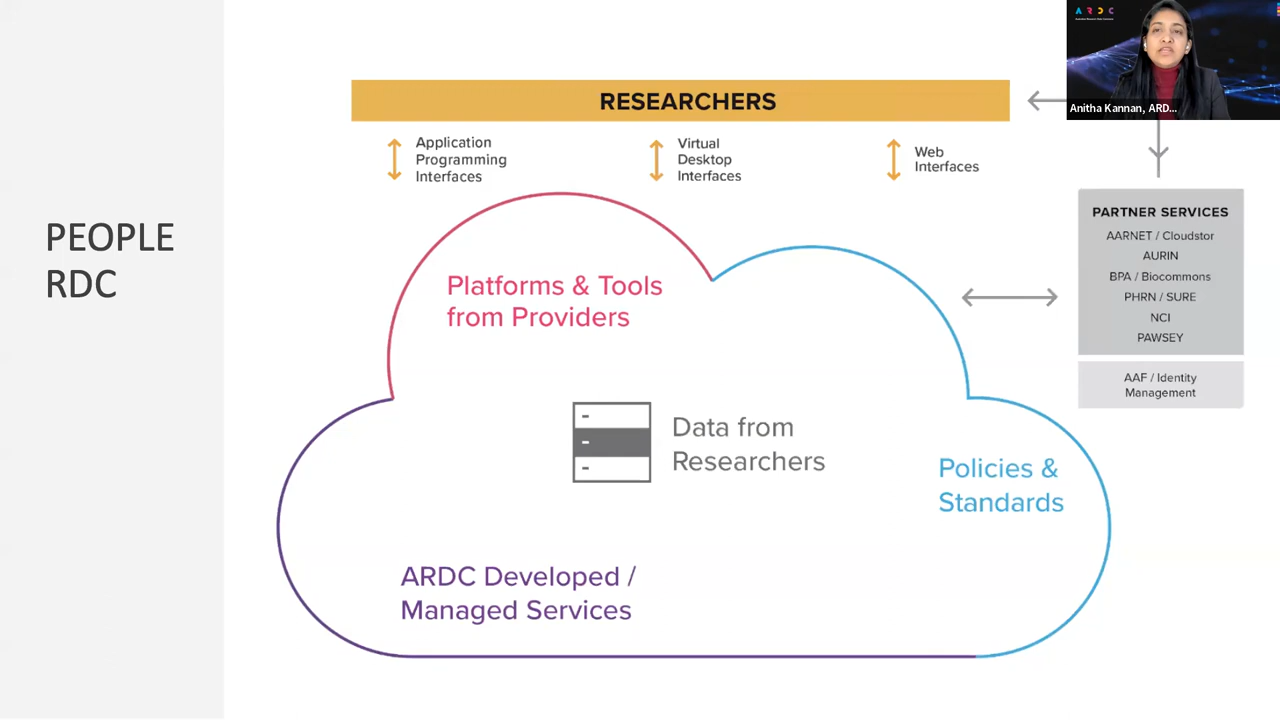 PEOPLE
RDC
RESEARCHERS
Application
Programming
Interfaces
Virtual
Desktop
Interfaces
Web
Interfaces
Platforms & Tools
from Providers
Data from
Researchers
Policies &
Standards
ARDC Developed /
Managed Services
A R D C
Anitha Kannan, ARD...
PARTNER SERVICES
AARNET / Cloudstor
AURIN
BPA / Biocommons
PHRN / SURE
NCI
PAWSEY
AAF / Identity
Management